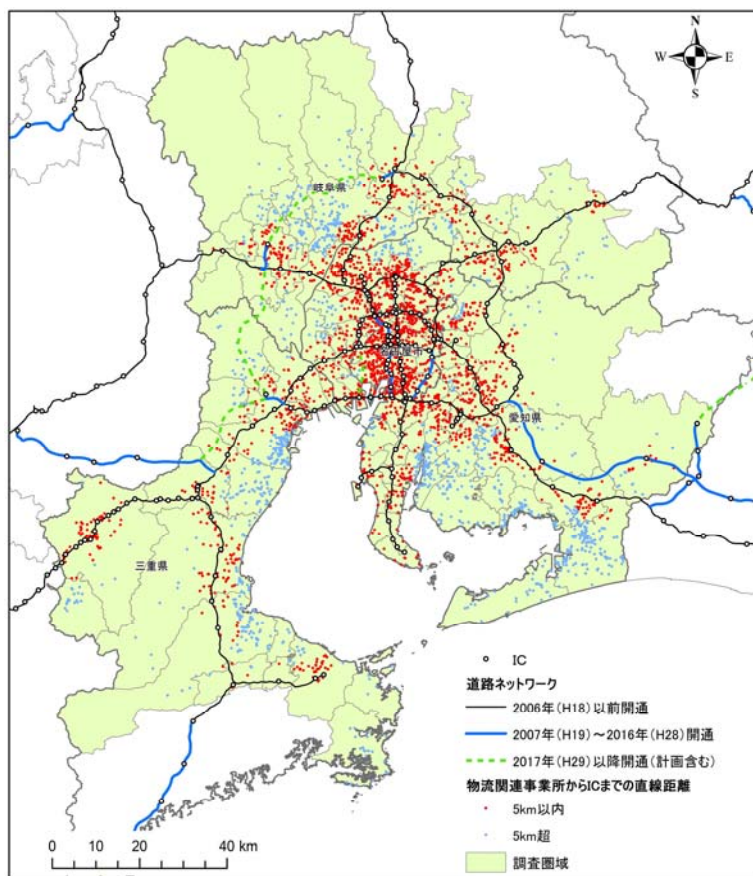 N
W E
S
岐阜県
名古屋市
愛知県
三重県
IC
道路ネットワーク
2006年(H18)以前開通
2007年(H19)～2016年(H28)開通
2017年(H29)以降開通(計画含む)
物流関連事業所からICまでの直線距離
5km以内
5km超
調査圏域
0 10 20 40 km